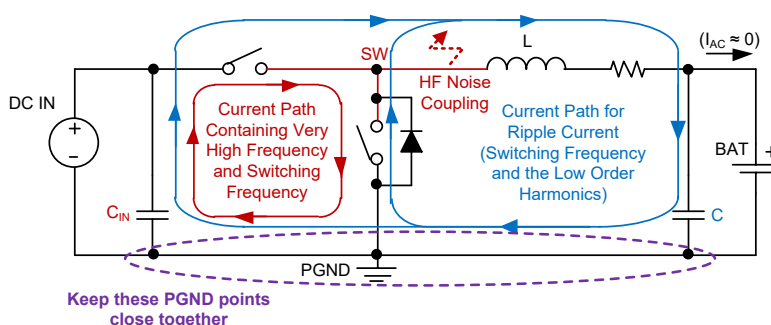 (I_AC ≈ 0)
SW
L
HF Noise
Coupling
DC IN
+
−
Current Path
Containing Very
High Frequency
and Switching
Frequency
Current Path for
Ripple Current
(Switching Frequency
and the Low Order
Harmonics)
BAT
+
C_IN
C
PGND
Keep these PGND points
close together